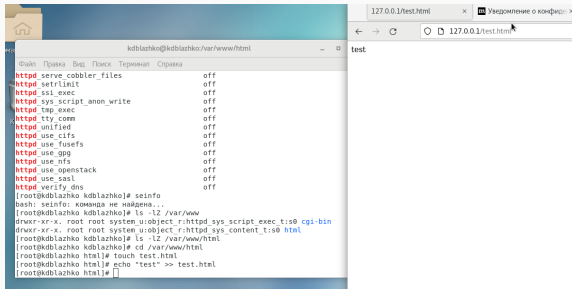 kdblazhko@kdblazhko:/var/www/html
Файл Правка Вид Поиск Терминал Справка
httpd_serve_cobbler_files off
httpd_setrlimit off
httpd_ssi_exec off
httpd_sys_script_anon_write off
httpd_tmp_exec off
httpd_tty_comm off
httpd_unified off
httpd_use_cifs off
httpd_use_fusefs off
httpd_use_gpg off
httpd_use_nfs off
httpd_use_openstack off
httpd_use_sasl off
httpd_verify_dns off
[root@kdblazhko kdblazhko]# seinfo
bash: seinfo: команда не найдена...
[root@kdblazhko kdblazhko]# ls -lZ /var/www
drwxr-xr-x. root root system_u:object_r:httpd_sys_script_exec_t:s0 cgi-bin
drwxr-xr-x. root root system_u:object_r:httpd_sys_content_t:s0 html
[root@kdblazhko kdblazhko]# ls -lZ /var/www/html
[root@kdblazhko kdblazhko]# cd /var/www/html
[root@kdblazhko html]# touch test.html
[root@kdblazhko html]# echo "test" >> test.html
[root@kdblazhko html]#
127.0.0.1/test.html × m Уведомление о конфиде ×
127.0.0.1/test.html
test